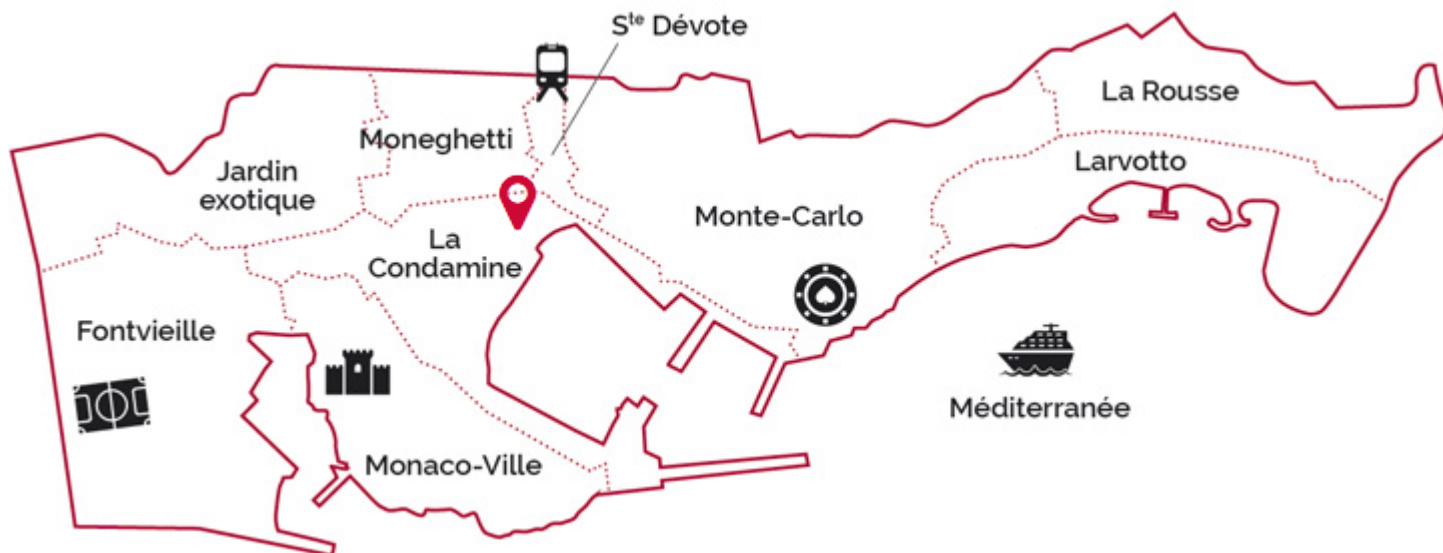 Sᵗᵉ Dévote
La Rousse
Moneghetti
Larvotto
Jardin
exotique
Monte-Carlo
La
Condamine
Fontvieille
Méditerranée
Monaco-Ville